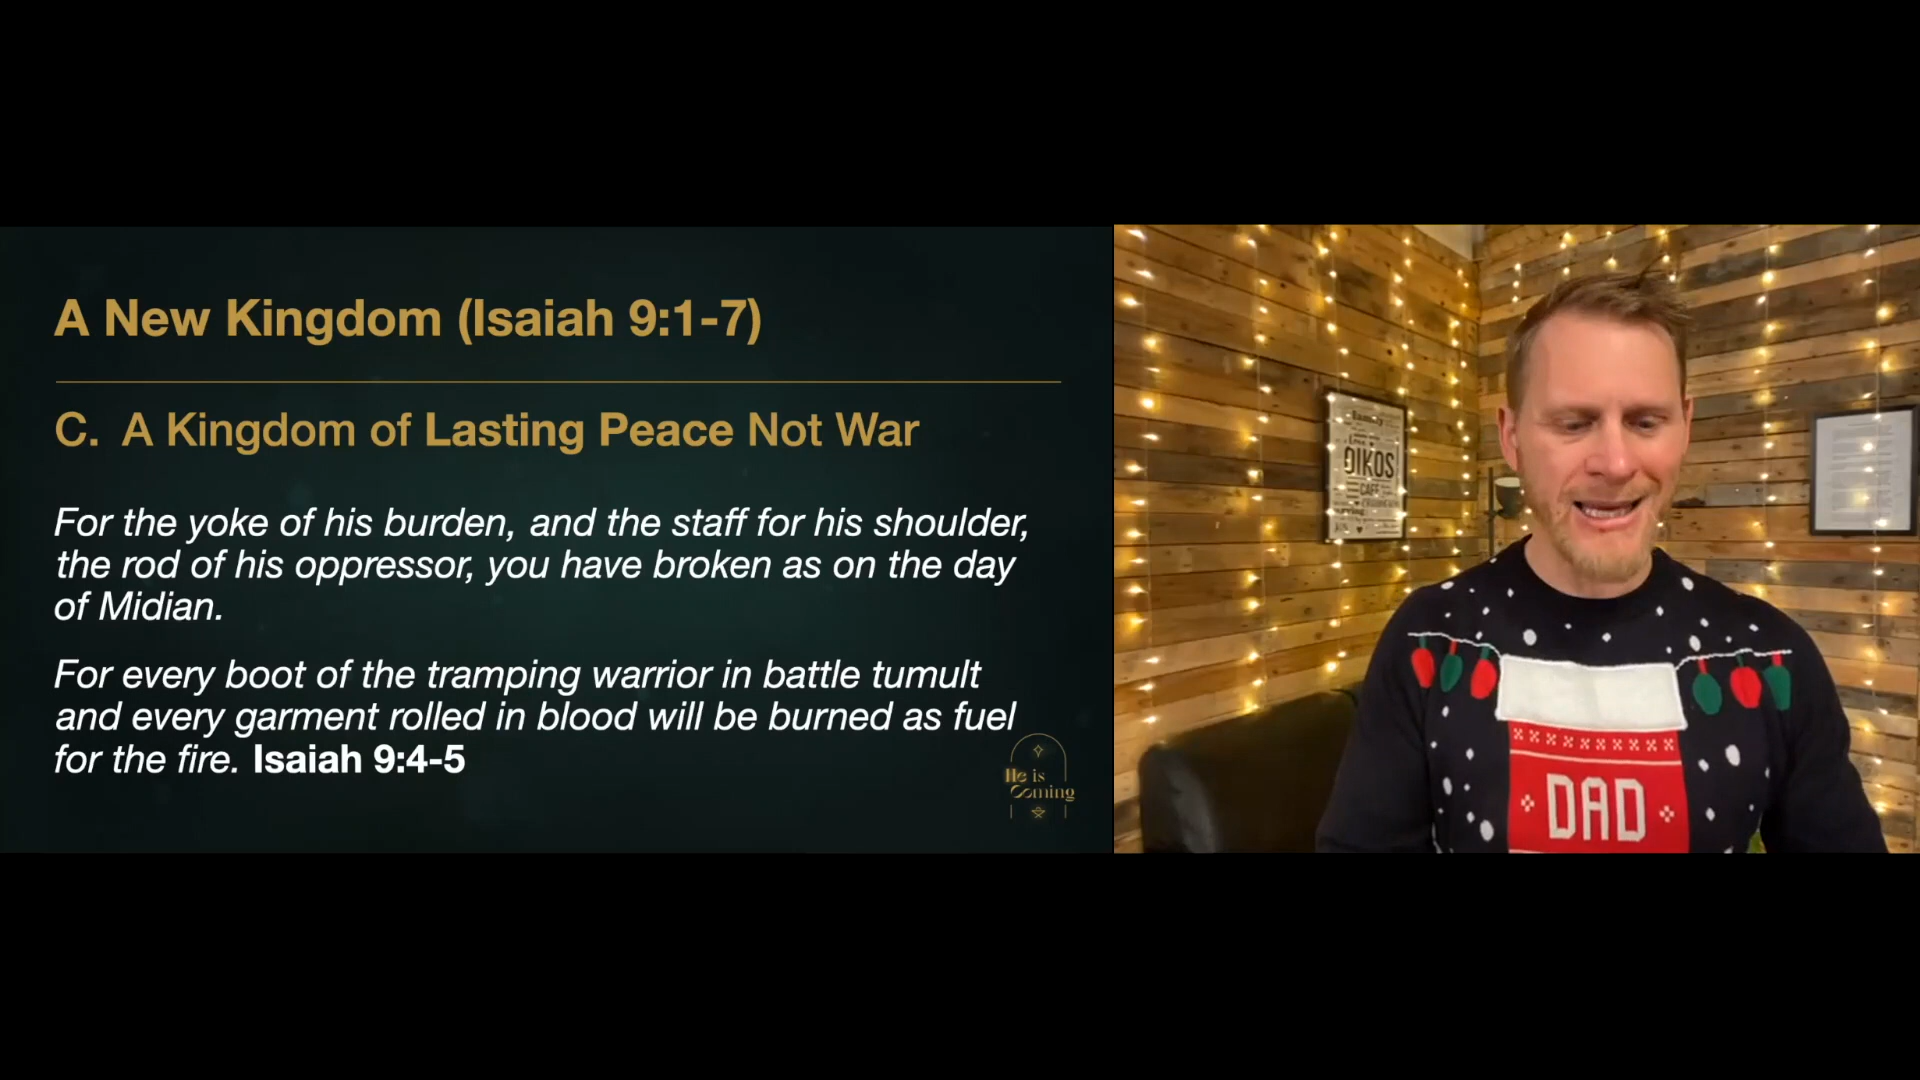 A New Kingdom (Isaiah 9:1-7)
C. A Kingdom of Lasting Peace Not War
For the yoke of his burden, and the staff for his shoulder,
the rod of his oppressor, you have broken as on the day
of Midian.
For every boot of the tramping warrior in battle tumult
and every garment rolled in blood will be burned as fuel
for the fire. Isaiah 9:4-5
He is
Coming
family
Love
OIKOS
CAFE
DAD